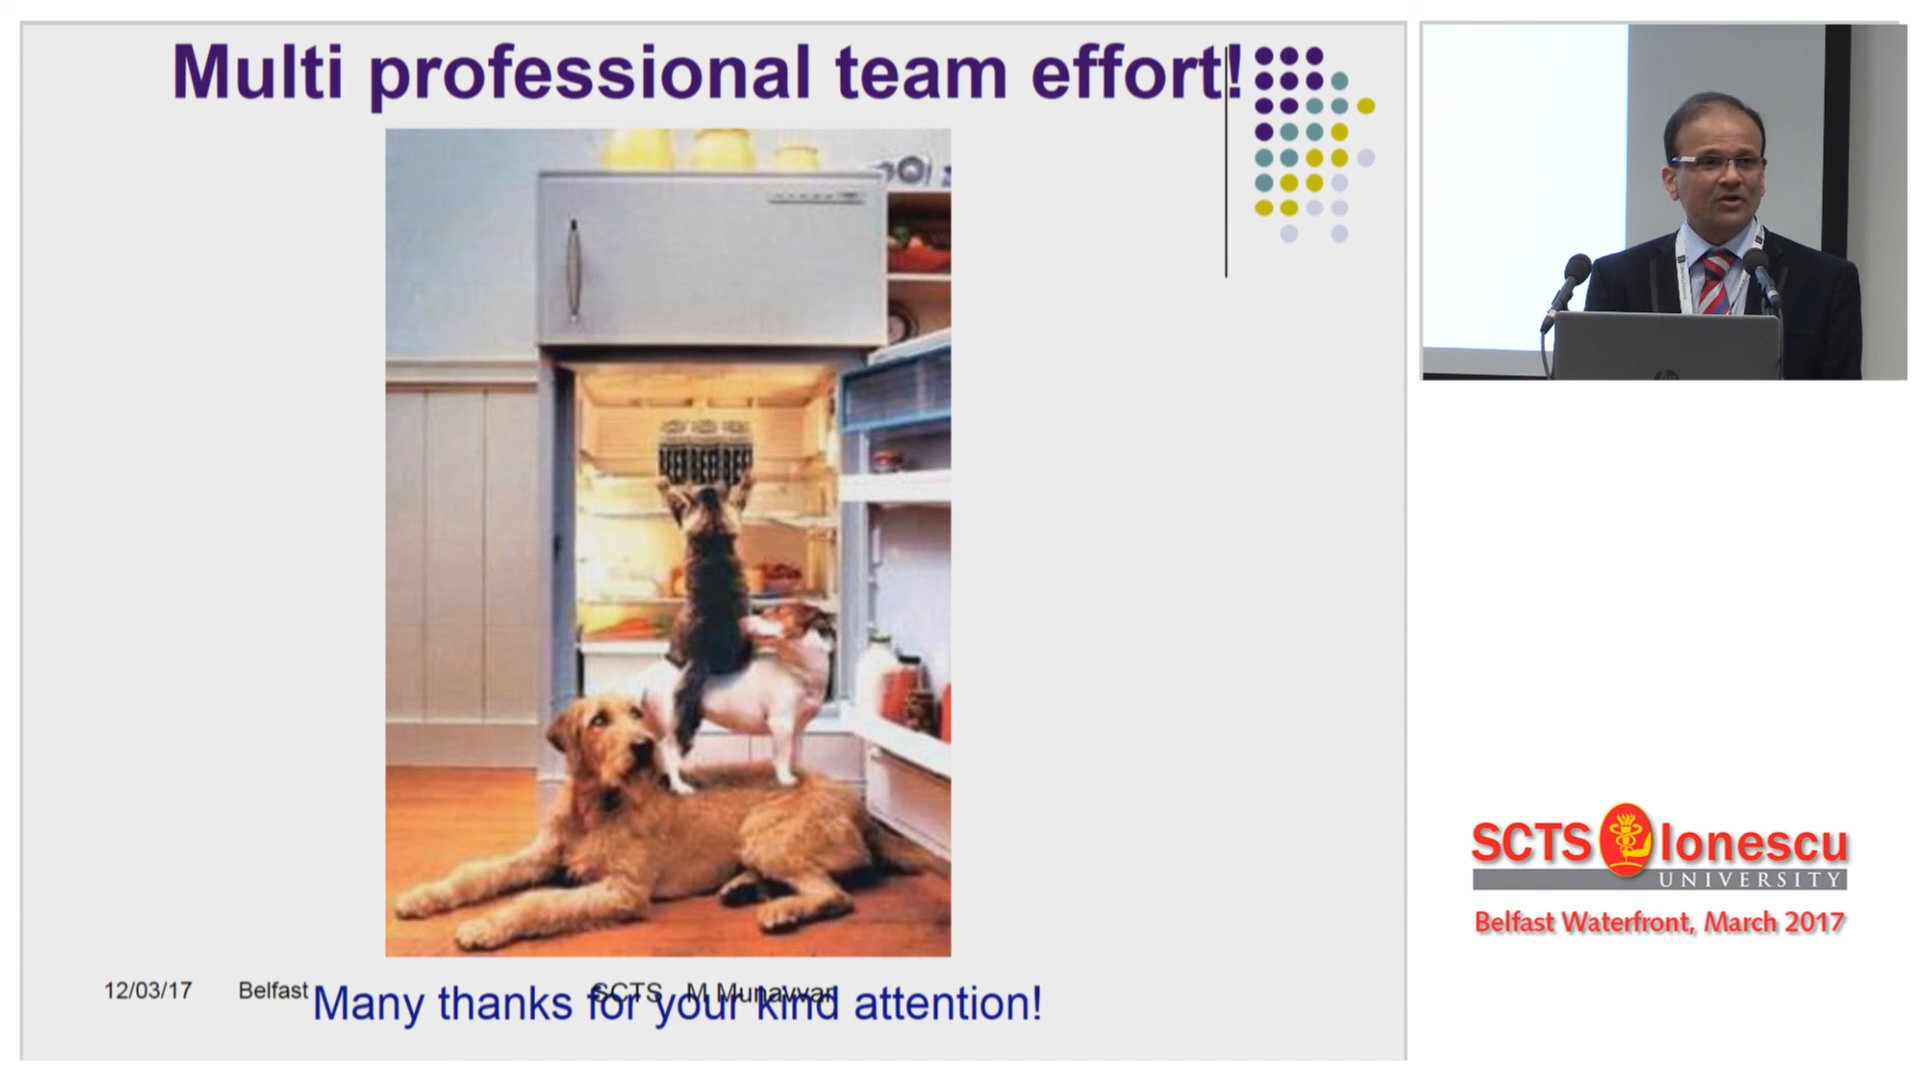 Multi professional team effort!
12/03/17 Belfast SCTS M Munavvar
Many thanks for your kind attention!
SCTS Ionescu
UNIVERSITY
Belfast Waterfront, March 2017